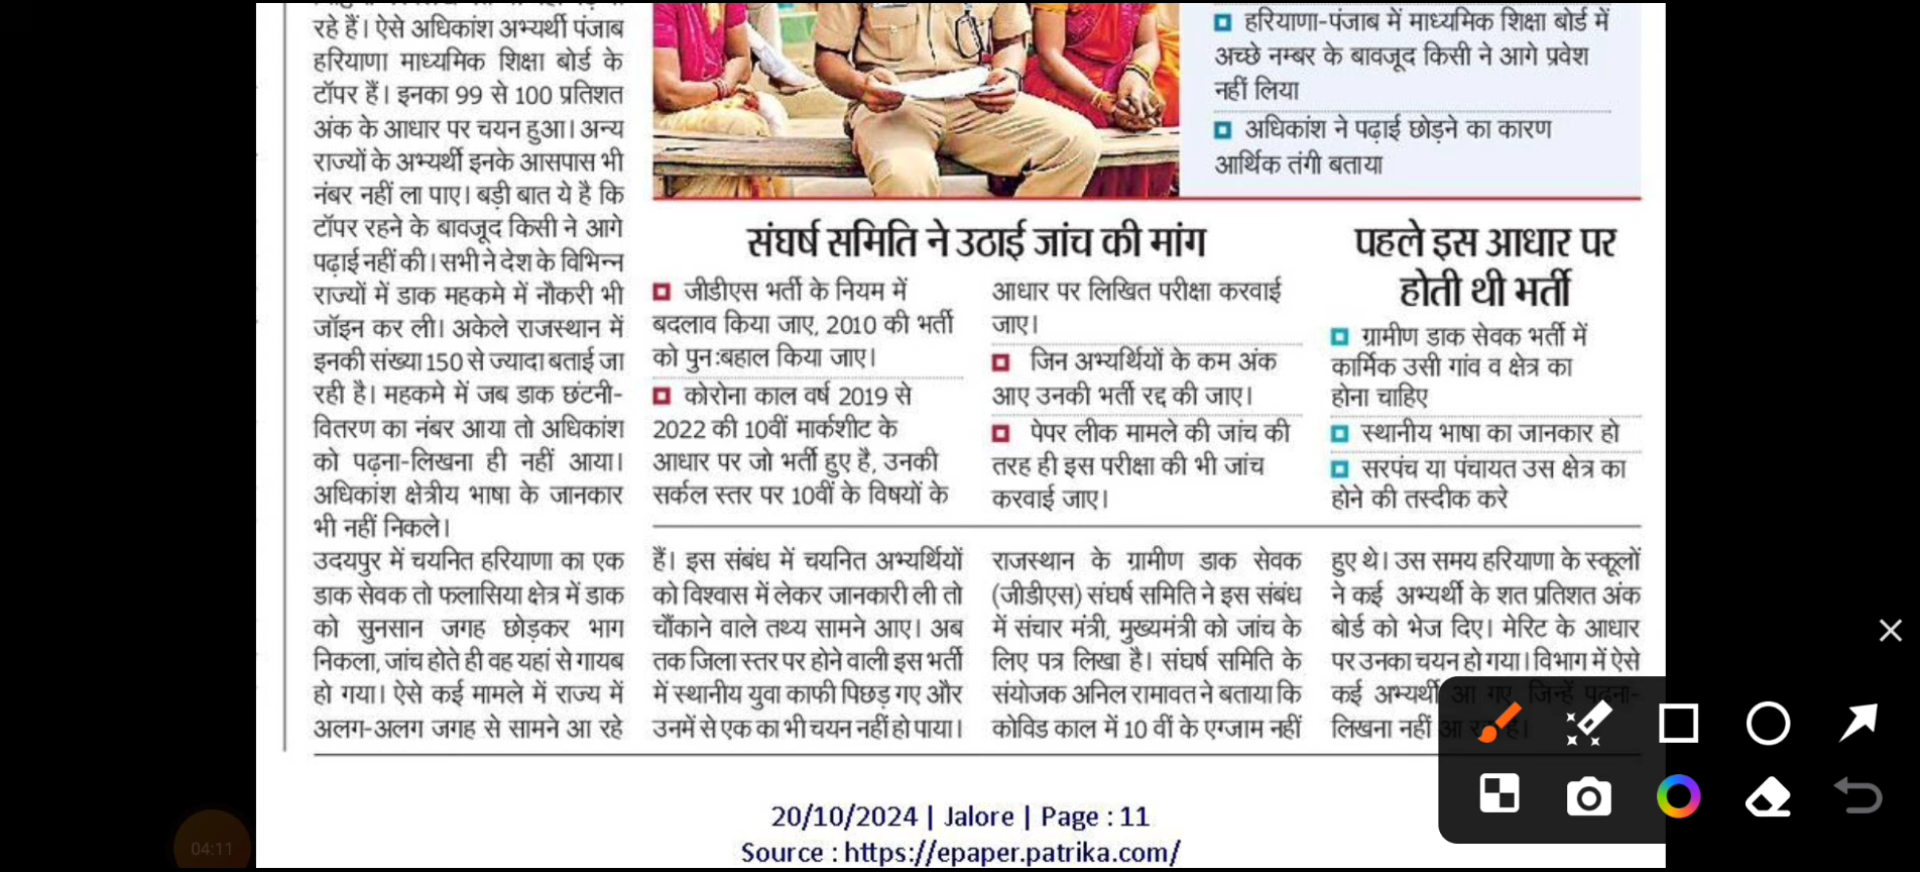 रहे हैं। ऐसे अधिकांश अभ्यर्थी पंजाब
हरियाणा माध्यमिक शिक्षा बोर्ड के
टॉपर हैं। इनका 99 से 100 प्रतिशत
अंक के आधार पर चयन हुआ। अन्य
राज्यों के अभ्यर्थी इनके आसपास भी
नंबर नहीं ला पाए। बड़ी बात ये है कि
टॉपर रहने के बावजूद किसी ने आगे
पढ़ाई नहीं की। सभी ने देश के विभिन्न
राज्यों में डाक महकमे में नौकरी भी
जॉइन कर ली। अकेले राजस्थान में
इनकी संख्या 150 से ज्यादा बताई जा
रही है। महकमे में जब डाक छंटनी-
वितरण का नंबर आया तो अधिकांश
को पढ़ना-लिखना ही नहीं आया।
अधिकांश क्षेत्रीय भाषा के जानकार
भी नहीं निकले।
हरियाणा-पंजाब में माध्यमिक शिक्षा बोर्ड में
अच्छे नम्बर के बावजूद किसी ने आगे प्रवेश
नहीं लिया
अधिकांश ने पढ़ाई छोड़ने का कारण
आर्थिक तंगी बताया
संघर्ष समिति ने उठाई जांच की मांग
जीडीएस भर्ती के नियम में
बदलाव किया जाए, 2010 की भर्ती
को पुन:बहाल किया जाए।
कोरोना काल वर्ष 2019 से
2022 की 10वीं मार्कशीट के
आधार पर जो भर्ती हुए है, उनकी
सर्कल स्तर पर 10वीं के विषयों के
आधार पर लिखित परीक्षा करवाई
जाए।
जिन अभ्यर्थियों के कम अंक
आए उनकी भर्ती रद्द की जाए।
पेपर लीक मामले की जांच की
तरह ही इस परीक्षा की भी जांच
करवाई जाए।
पहले इस आधार पर
होती थी भर्ती
ग्रामीण डाक सेवक भर्ती में
कार्मिक उसी गांव व क्षेत्र का
होना चाहिए
स्थानीय भाषा का जानकार हो
सरपंच या पंचायत उस क्षेत्र का
होने की तस्दीक करे
उदयपुर में चयनित हरियाणा का एक
डाक सेवक तो फलासिया क्षेत्र में डाक
को सुनसान जगह छोड़कर भाग
निकला, जांच होते ही वह यहां से गायब
हो गया। ऐसे कई मामले में राज्य में
अलग-अलग जगह से सामने आ रहे
हैं। इस संबंध में चयनित अभ्यर्थियों
को विश्वास में लेकर जानकारी ली तो
चौंकाने वाले तथ्य सामने आए। अब
तक जिला स्तर पर होने वाली इस भर्ती
में स्थानीय युवा काफी पिछड़ गए और
उनमें से एक का भी चयन नहीं हो पाया।
राजस्थान के ग्रामीण डाक सेवक
(जीडीएस) संघर्ष समिति ने इस संबंध
में संचार मंत्री, मुख्यमंत्री को जांच के
लिए पत्र लिखा है। संघर्ष समिति के
संयोजक अनिल रामावत ने बताया कि
कोविड काल में 10 वीं के एग्जाम नहीं
हुए थे। उस समय हरियाणा के स्कूलों
ने कई अभ्यर्थी के शत प्रतिशत अंक
बोर्ड को भेज दिए। मेरिट के आधार
पर उनका चयन हो गया। विभाग में ऐसे
कई अभ्यर्थी आ गए, जिन्हें पढ़ना-
लिखना नहीं
20/10/2024 | Jalore | Page : 11
Source : https://epaper.patrika.com/
04:11